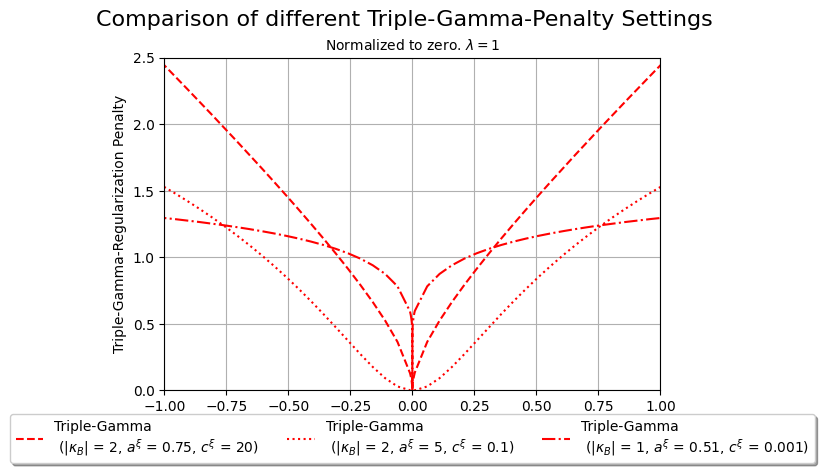 Comparison of different Triple-Gamma-Penalty Settings
Normalized to zero. λ = 1
Triple-Gamma-Regularization Penalty
2.5
2.0
1.5
1.0
0.5
0.0
−1.00 −0.75 −0.50 −0.25 0.00 0.25 0.50 0.75 1.00
Triple-Gamma
(|κ_B| = 2, a^ξ = 0.75, c^ξ = 20)
Triple-Gamma
(|κ_B| = 2, a^ξ = 5, c^ξ = 0.1)
Triple-Gamma
(|κ_B| = 1, a^ξ = 0.51, c^ξ = 0.001)